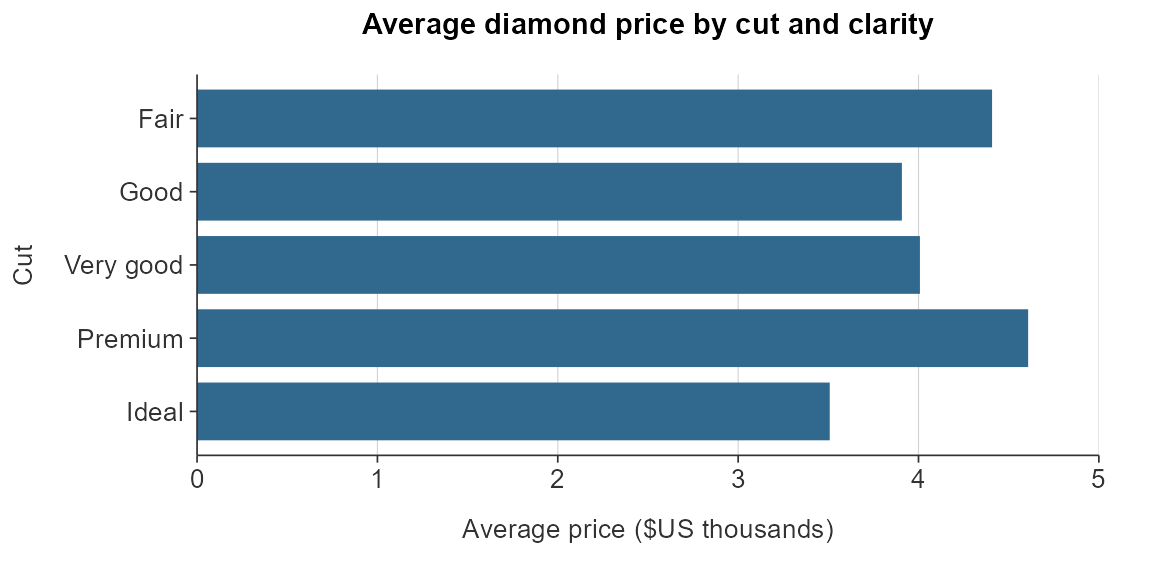 Average diamond price by cut and clarity
Cut
Fair
Good
Very good
Premium
Ideal
0 1 2 3 4 5
Average price ($US thousands)